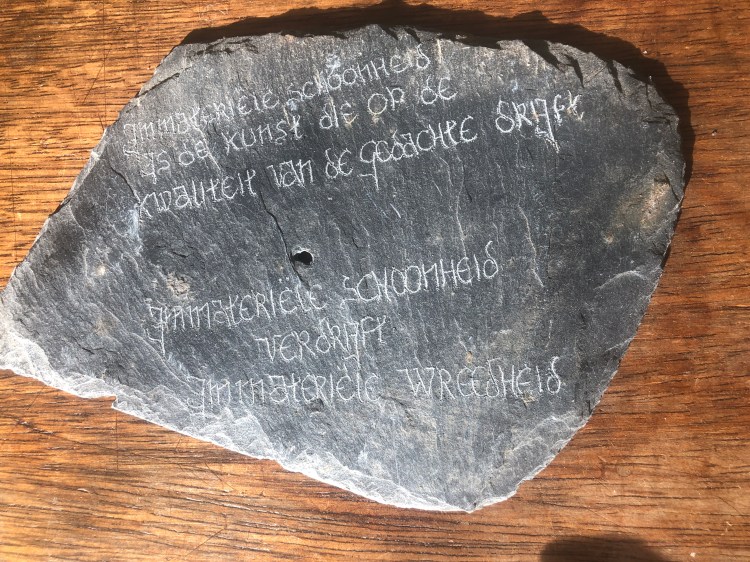 Immateriële schoonheid
Is de kunst die op de
kwaliteit van de gedachte drijft
Immateriële schoonheid
verdrijft
Immateriële wreedheid